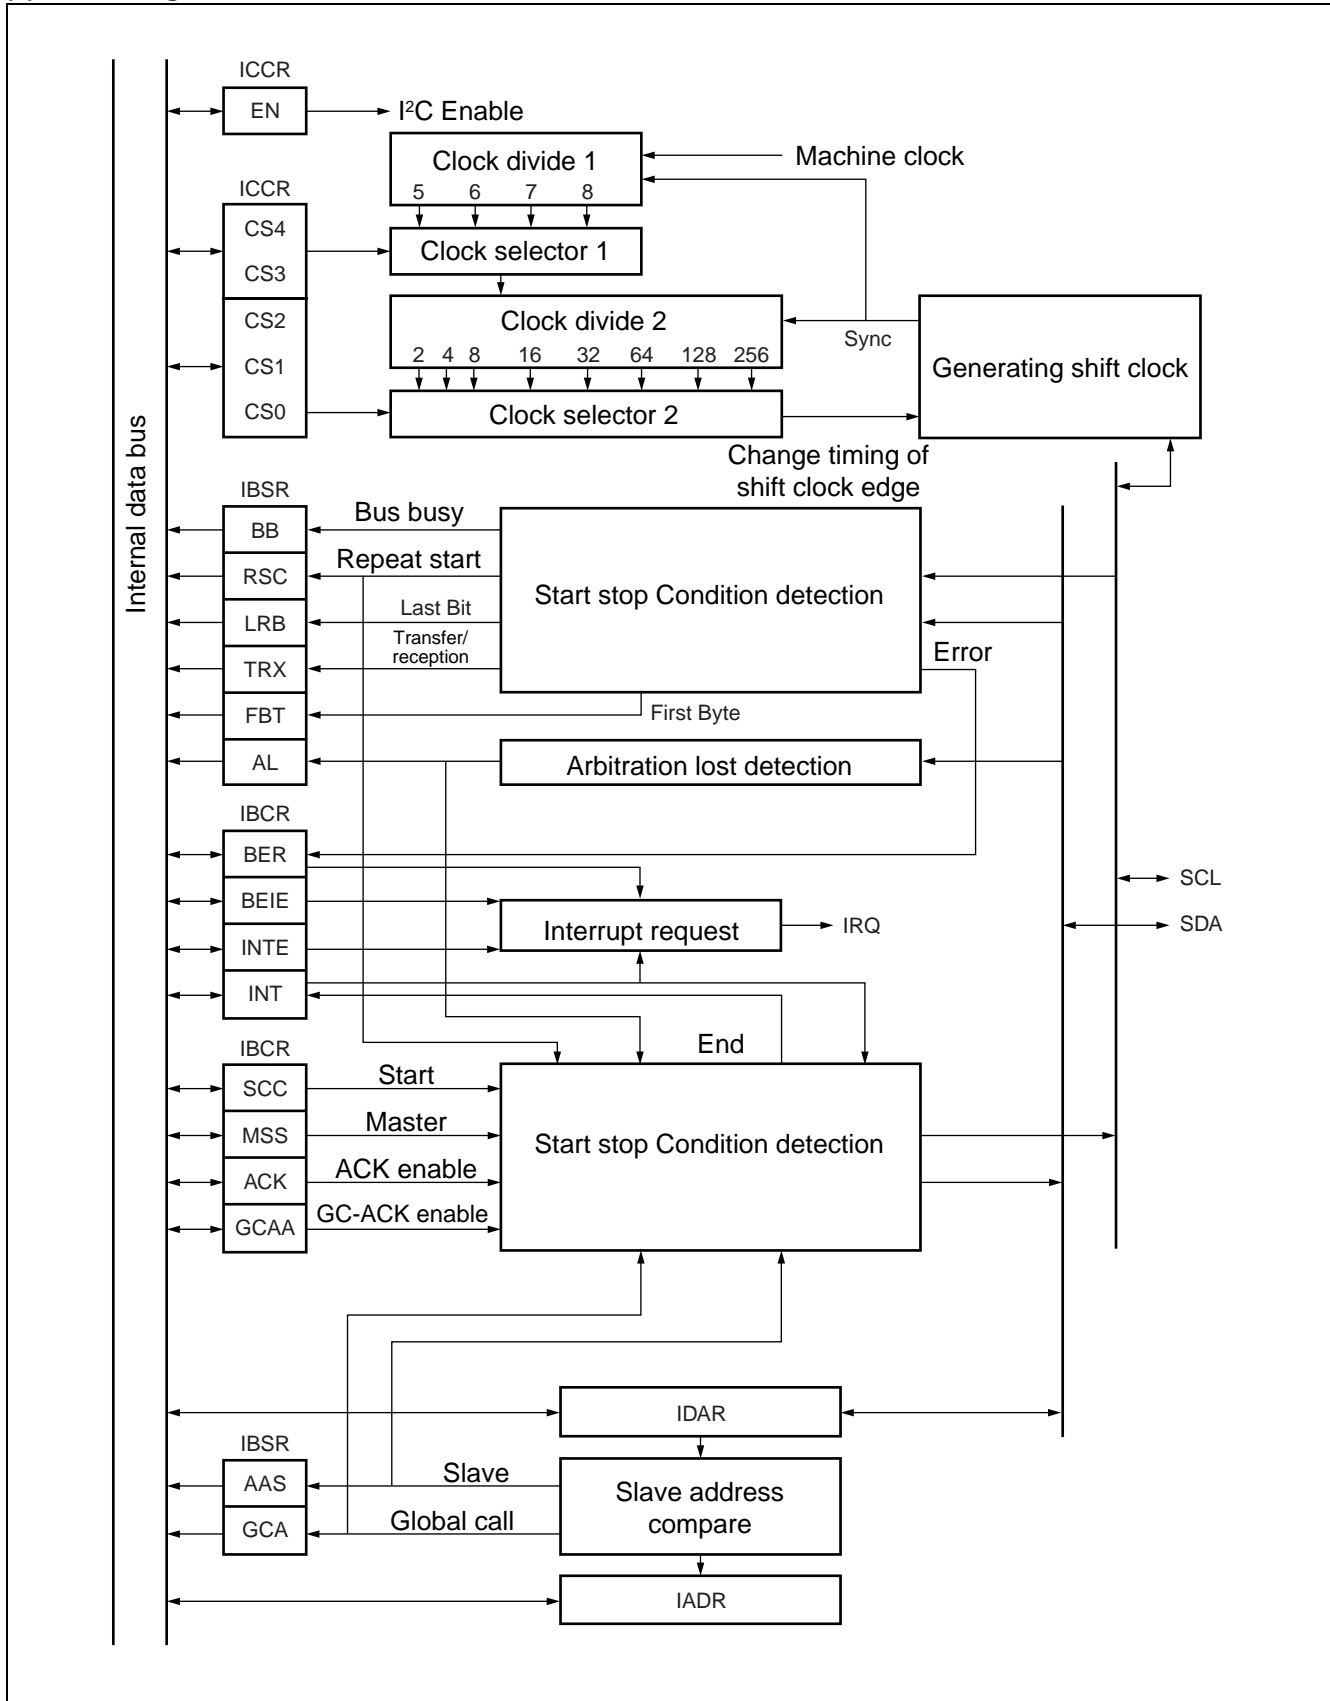 ICCR
EN
I²C Enable
Clock divide 1
Machine clock
5 6 7 8
ICCR
CS4
CS3
Clock selector 1
CS2
CS1
CS0
Clock divide 2
Sync
2 4 8 16 32 64 128 256
Generating shift clock
Clock selector 2
Internal data bus
Change timing of
shift clock edge
IBSR
BB
Bus busy
RSC
Repeat start
Start stop Condition detection
LRB
Last Bit
TRX
Transfer/
reception
Error
FBT
First Byte
AL
Arbitration lost detection
IBCR
BER
SCL
BEIE
Interrupt request
IRQ
SDA
INTE
INT
End
IBCR
SCC
Start
MSS
Master
Start stop Condition detection
ACK
ACK enable
GCAA
GC-ACK enable
IDAR
IBSR
AAS
Slave
Slave address
compare
GCA
Global call
IADR